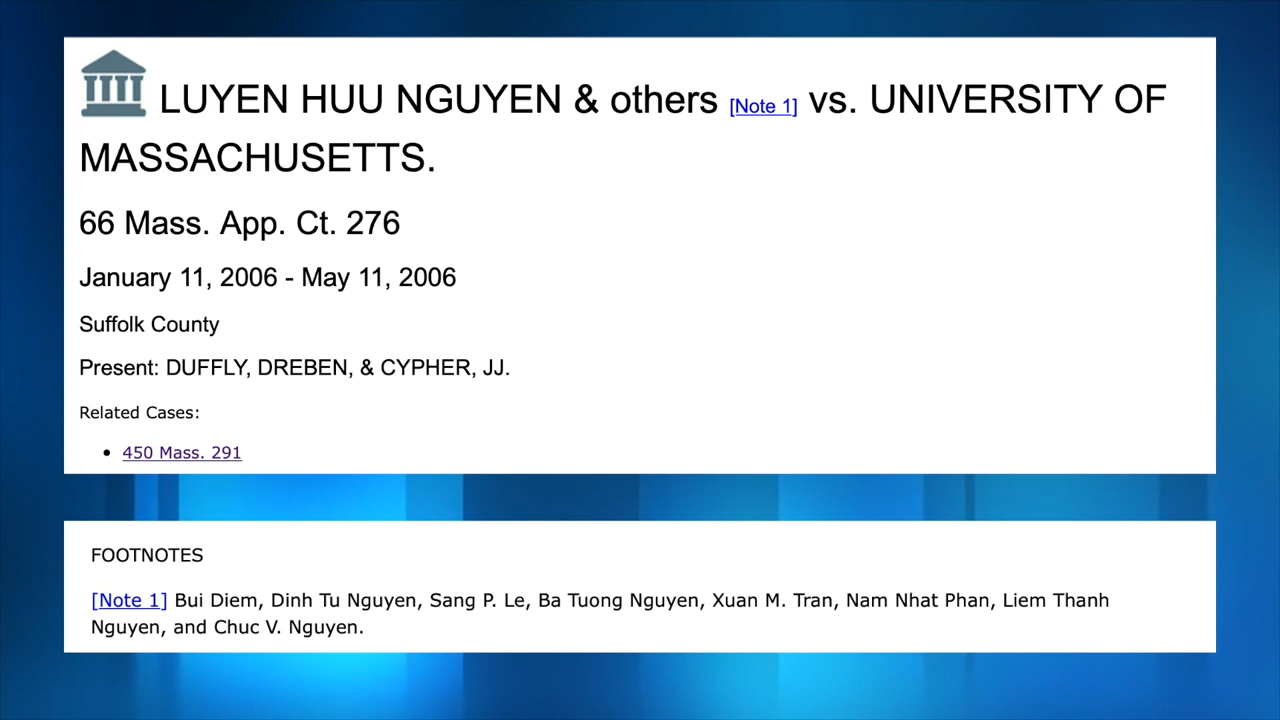 LUYEN HUU NGUYEN & others [Note 1] vs. UNIVERSITY OF
MASSACHUSETTS.
66 Mass. App. Ct. 276
January 11, 2006 - May 11, 2006
Suffolk County
Present: DUFFLY, DREBEN, & CYPHER, JJ.
Related Cases:
• 450 Mass. 291
FOOTNOTES
[Note 1] Bui Diem, Dinh Tu Nguyen, Sang P. Le, Ba Tuong Nguyen, Xuan M. Tran, Nam Nhat Phan, Liem Thanh
Nguyen, and Chuc V. Nguyen.